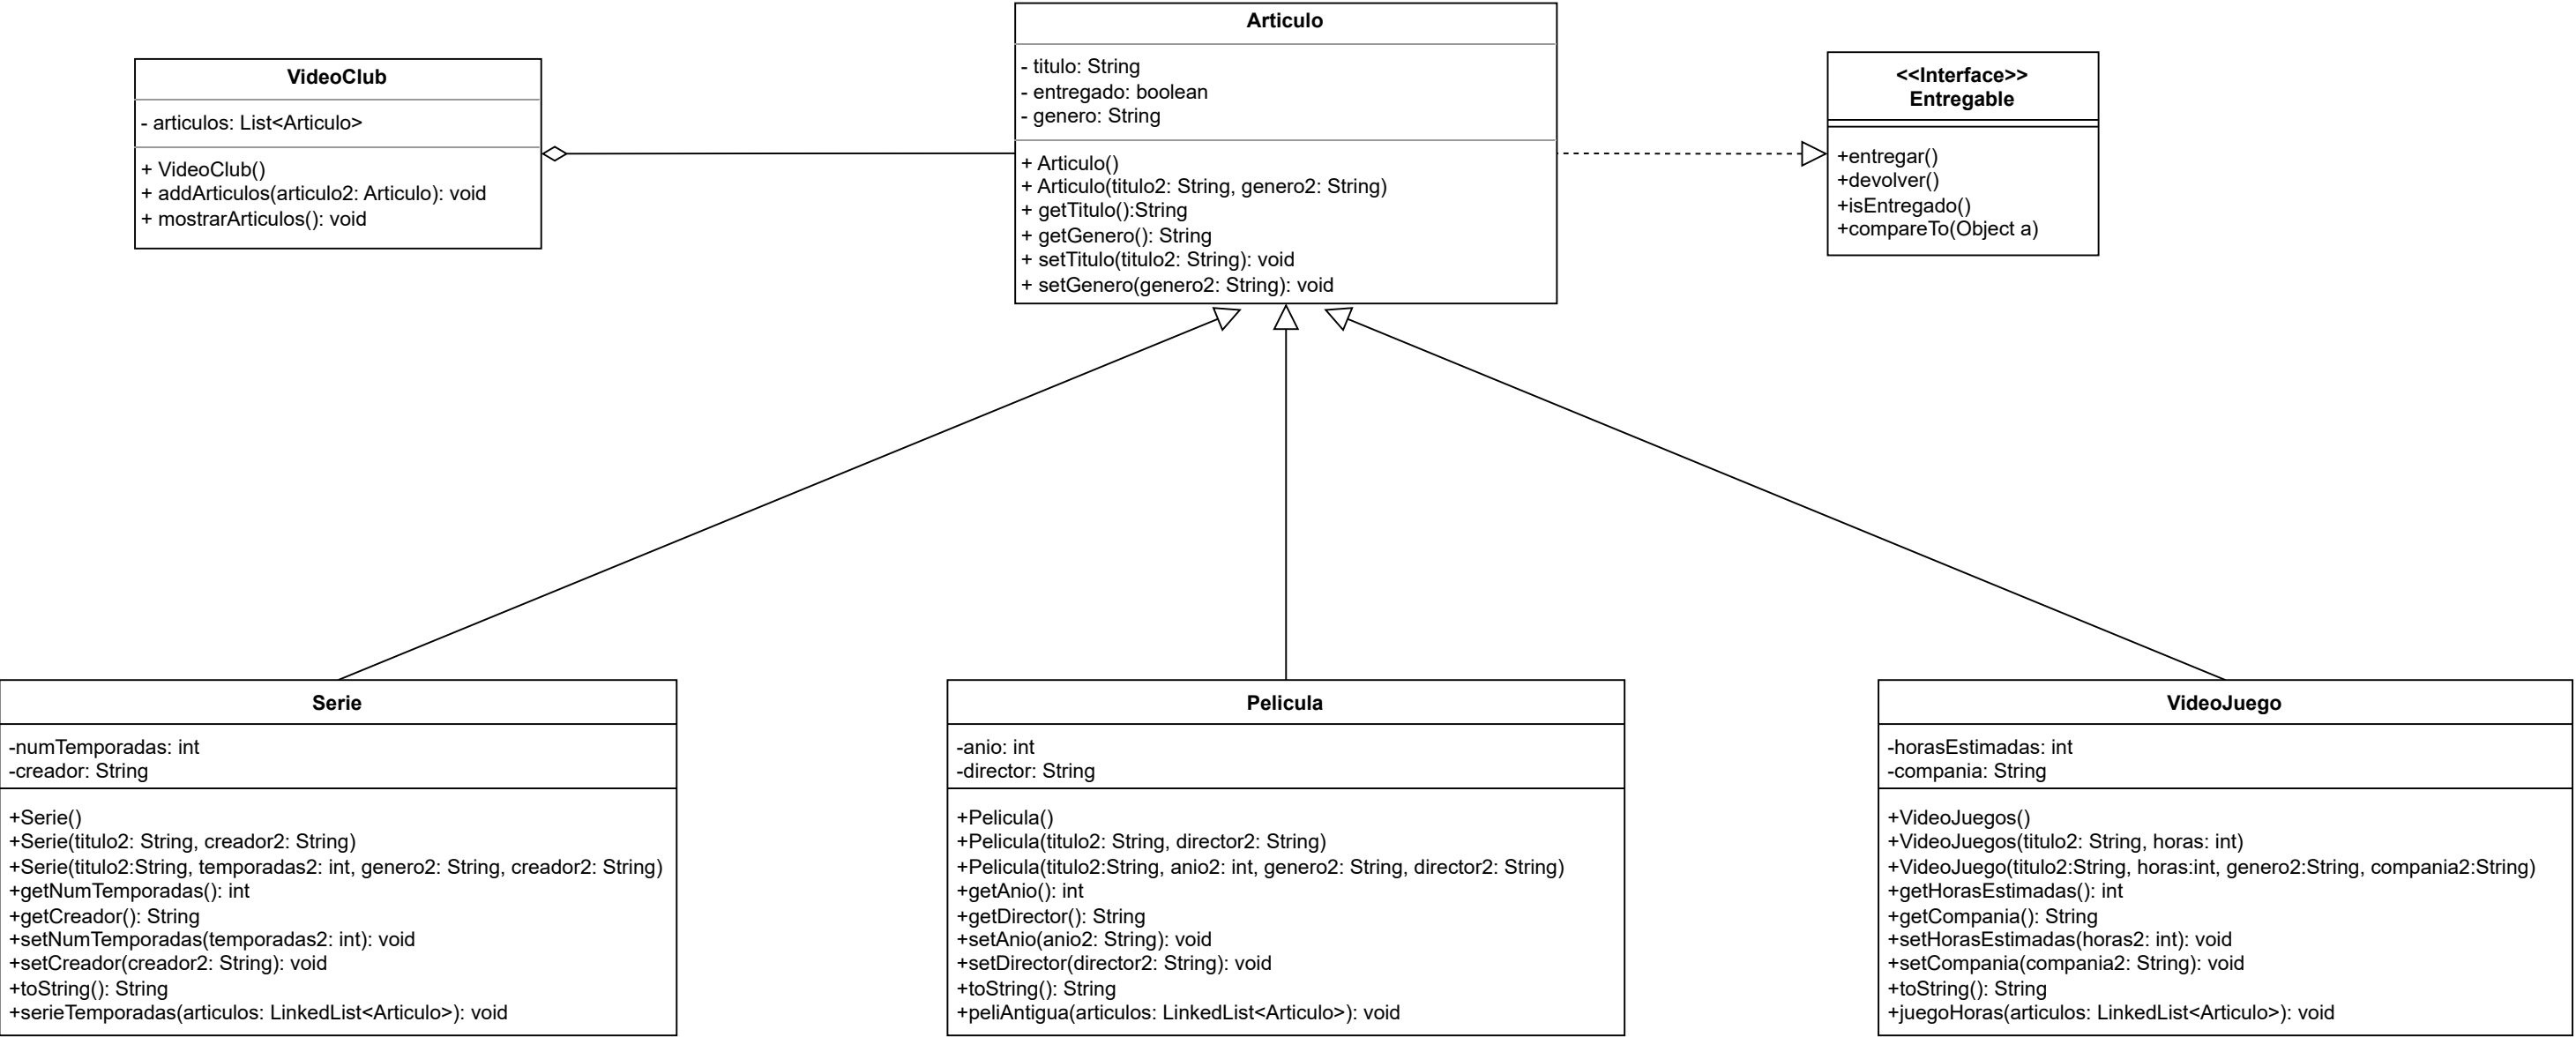 VideoClub
- articulos: List<Articulo>
+ VideoClub()
+ addArticulos(articulo2: Articulo): void
+ mostrarArticulos(): void
Articulo
- titulo: String
- entregado: boolean
- genero: String
+ Articulo()
+ Articulo(titulo2: String, genero2: String)
+ getTitulo():String
+ getGenero(): String
+ setTitulo(titulo2: String): void
+ setGenero(genero2: String): void
<<Interface>>
Entregable
+entregar()
+devolver()
+isEntregado()
+compareTo(Object a)
Serie
-numTemporadas: int
-creador: String
+Serie()
+Serie(titulo2: String, creador2: String)
+Serie(titulo2:String, temporadas2: int, genero2: String, creador2: String)
+getNumTemporadas(): int
+getCreador(): String
+setNumTemporadas(temporadas2: int): void
+setCreador(creador2: String): void
+toString(): String
+serieTemporadas(articulos: LinkedList<Articulo>): void
Pelicula
-anio: int
-director: String
+Pelicula()
+Pelicula(titulo2: String, director2: String)
+Pelicula(titulo2:String, anio2: int, genero2: String, director2: String)
+getAnio(): int
+getDirector(): String
+setAnio(anio2: String): void
+setDirector(director2: String): void
+toString(): String
+peliAntigua(articulos: LinkedList<Articulo>): void
VideoJuego
-horasEstimadas: int
-compania: String
+VideoJuegos()
+VideoJuegos(titulo2: String, horas: int)
+VideoJuego(titulo2:String, horas:int, genero2:String, compania2:String)
+getHorasEstimadas(): int
+getCompania(): String
+setHorasEstimadas(horas2: int): void
+setCompania(compania2: String): void
+toString(): String
+juegoHoras(articulos: LinkedList<Articulo>): void